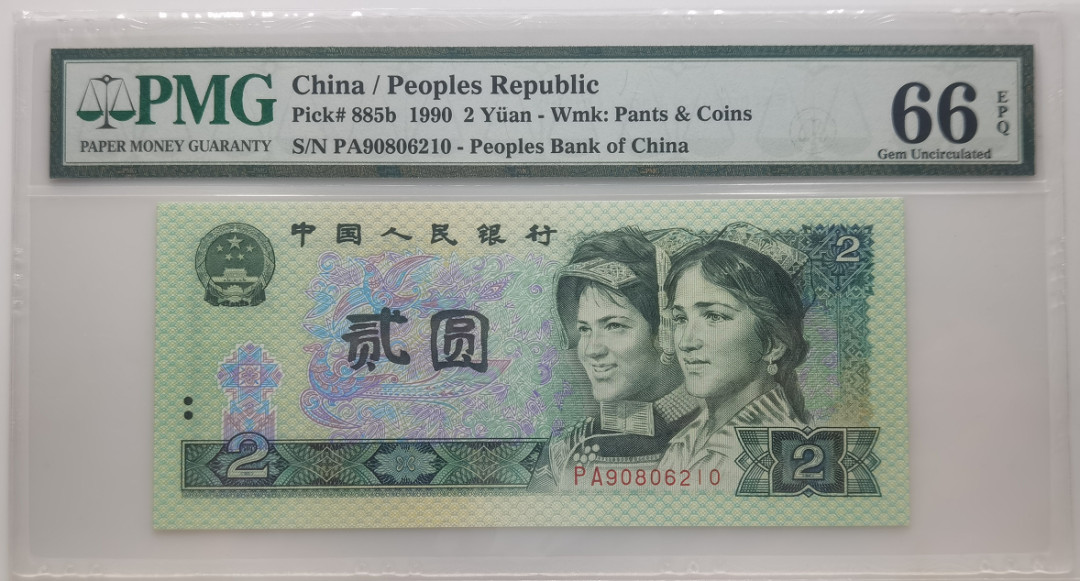 PMG
PAPER MONEY GUARANTY
China / Peoples Republic
Pick# 885b 1990 2 Yüan - Wmk: Pants & Coins
S/N PA90806210 - Peoples Bank of China
66
EPQ
Gem Uncirculated
中国人民银行
2
贰圆
2
PA90806210
2